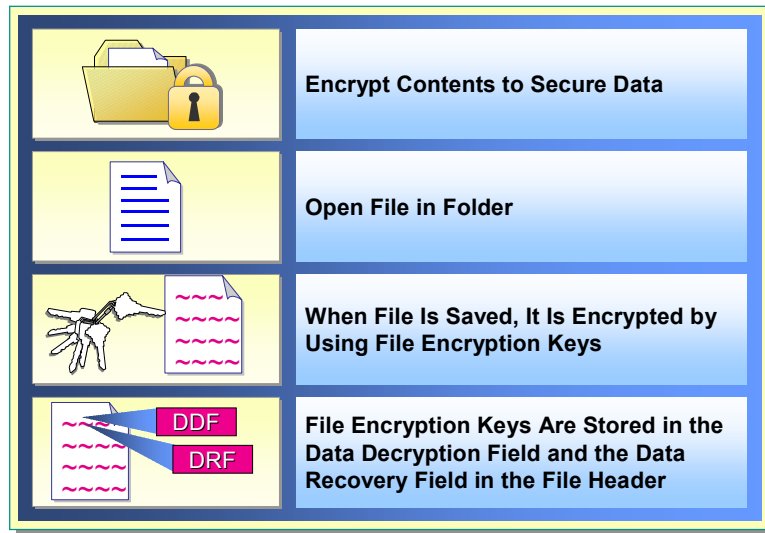 Encrypt Contents to Secure Data
Open File in Folder
When File Is Saved, It Is Encrypted by
Using File Encryption Keys
DDF
DRF
File Encryption Keys Are Stored in the
Data Decryption Field and the Data
Recovery Field in the File Header